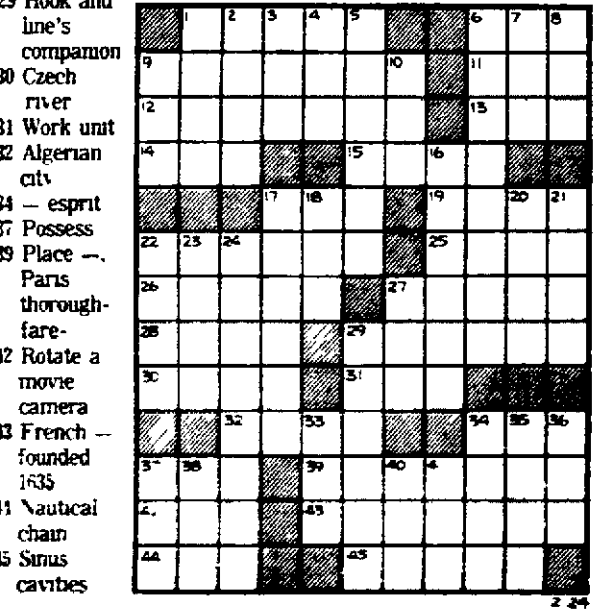 29 Hook and
line's
companion
30 Czech
river
31 Work unit
32 Algerian
city
34 — esprit
37 Possess
39 Place —,
Paris
thorough-
fare-
42 Rotate a
movie
camera
43 French —
founded
1635
44 Nautical
chain
45 Sinus
cavities
1 2 3 4 5 6 7 8
9 10 11
12 13
14 15 16
17 18 19 20 21
22 23 24 25
26 27
28 29
30 31
32 33 34 35 36
37 38 39 40 41
42 43
44 45
2 24